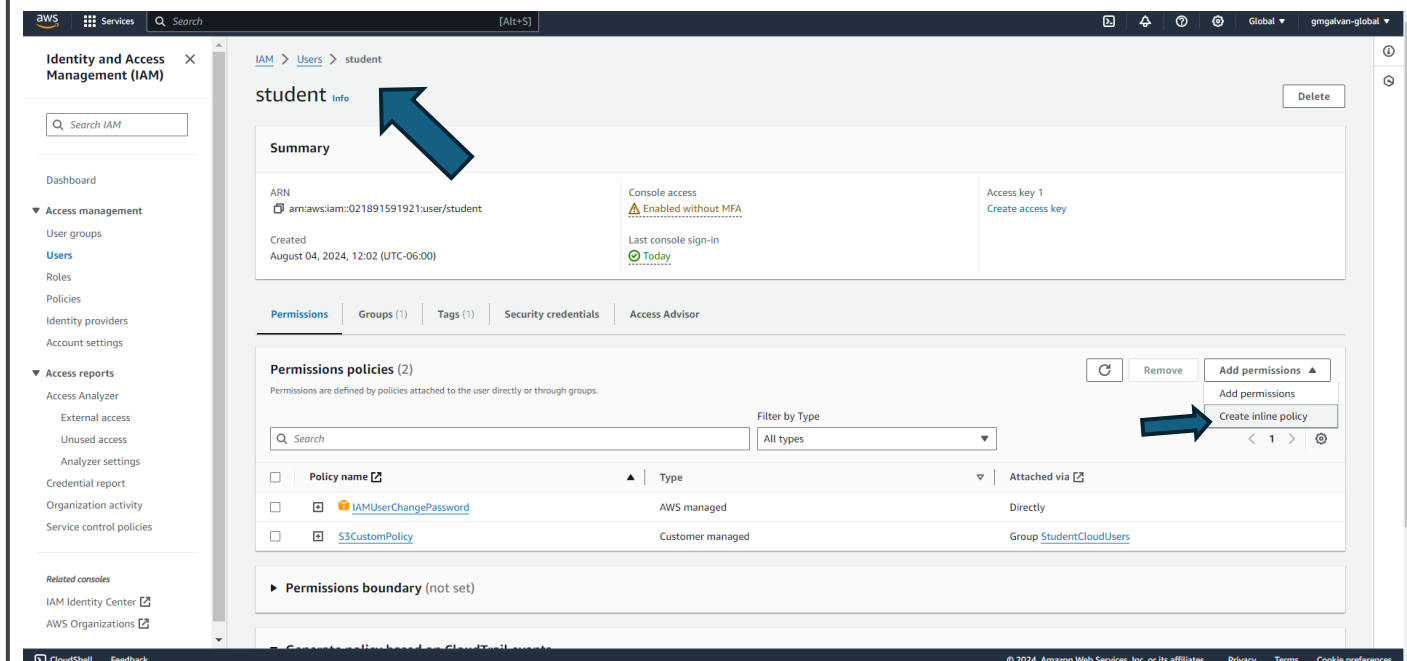 aws Services Search [Alt+S] Global gmgalvan-global
Identity and Access
Management (IAM)
Search IAM
Dashboard
Access management
User groups
Users
Roles
Policies
Identity providers
Account settings
Access reports
Access Analyzer
External access
Unused access
Analyzer settings
Credential report
Organization activity
Service control policies
Related consoles
IAM Identity Center
AWS Organizations
IAM > Users > student
student Info
Delete
Summary
ARN
arn:aws:iam::021891591921:user/student
Created
August 04, 2024, 12:02 (UTC-06:00)
Console access
Enabled without MFA
Last console sign-in
Today
Access key 1
Create access key
Permissions Groups (1) Tags (1) Security credentials Access Advisor
Permissions policies (2)
Permissions are defined by policies attached to the user directly or through groups.
Remove Add permissions
Add permissions
Create inline policy
Filter by Type
Search All types < 1 >
Policy name Type Attached via
IAMUserChangePassword AWS managed Directly
S3CustomPolicy Customer managed Group StudentCloudUsers
Permissions boundary (not set)
Generate policy based on CloudTrail events
CloudShell Feedback © 2024, Amazon Web Services, Inc. or its affiliates. Privacy Terms Cookie preferences